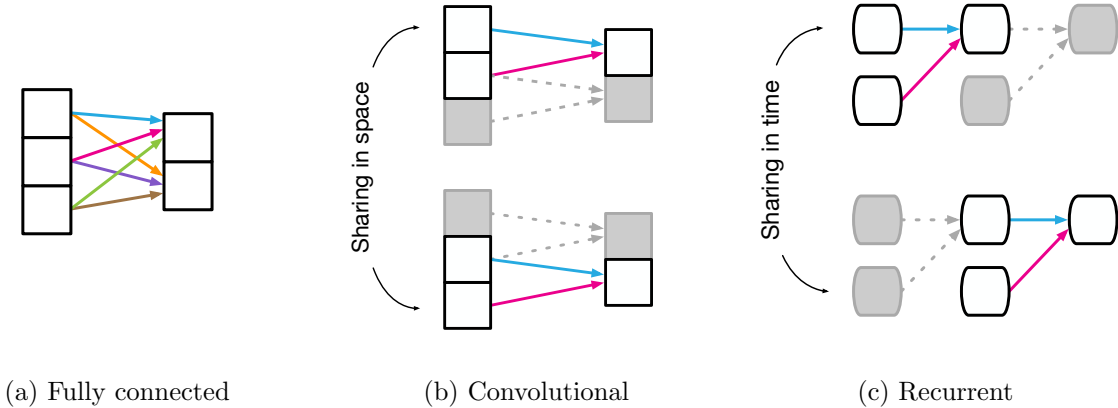 Sharing in space
Sharing in time
(a) Fully connected
(b) Convolutional
(c) Recurrent